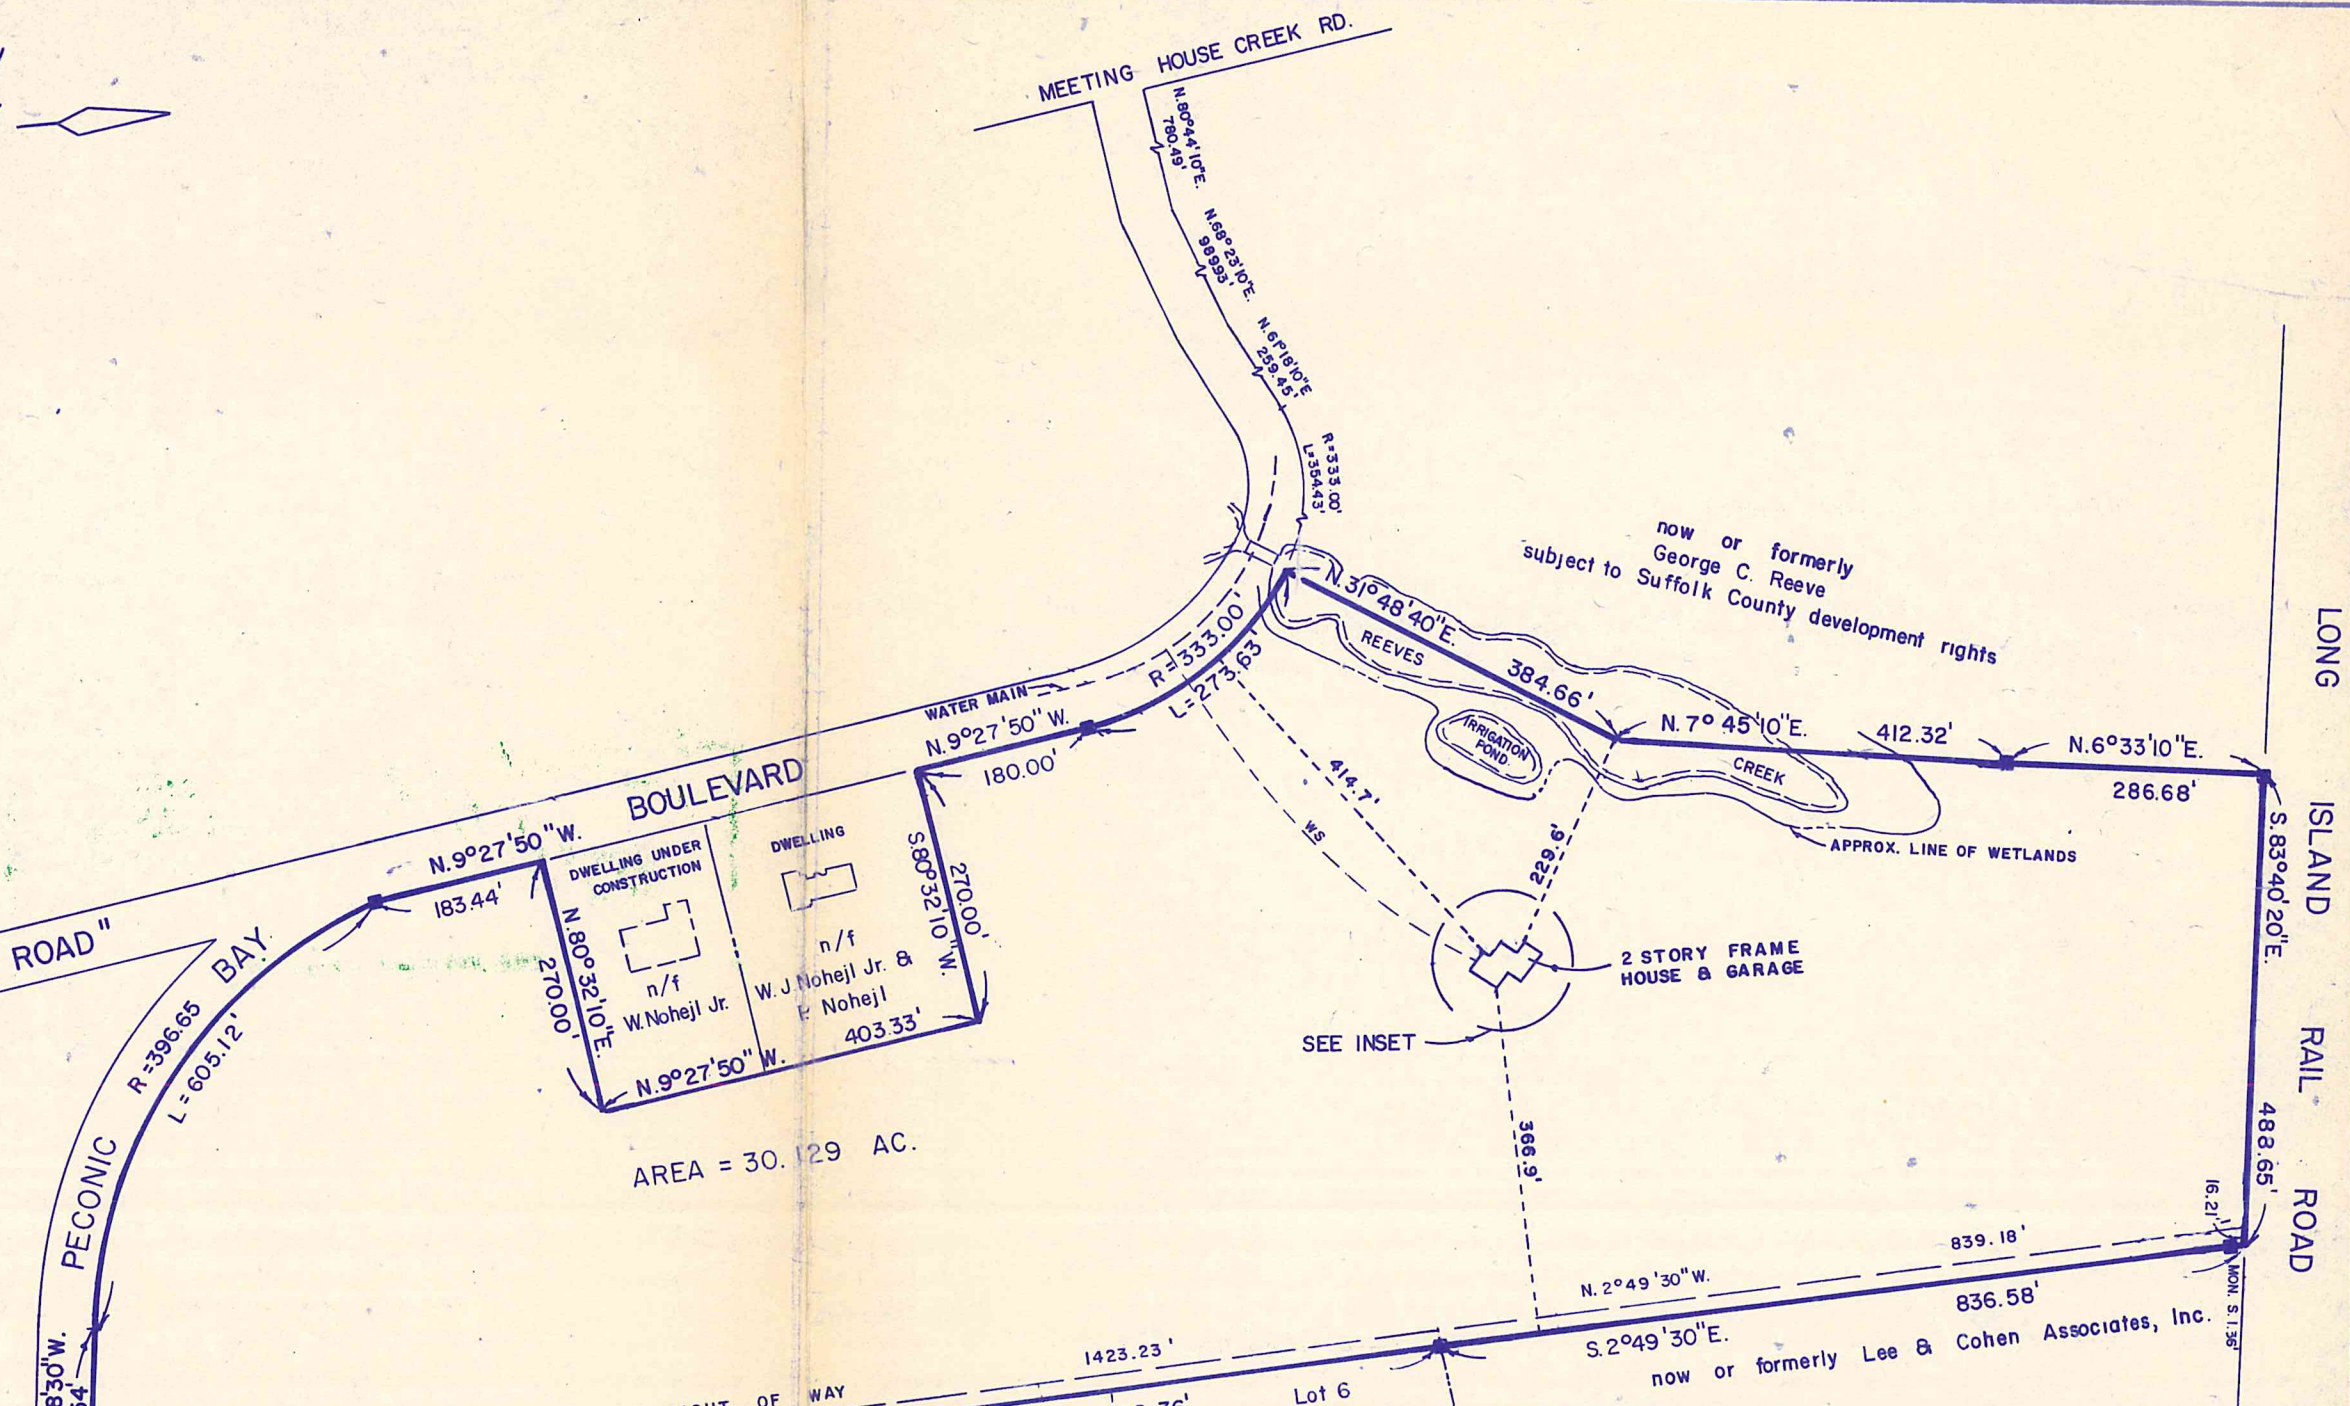 MEETING HOUSE CREEK RD.
N.80°44'10"E.
780.49'
N.68°23'10"E.
989.93'
N.61°18'10"E
259.45'
R=333.00'
L=354.43'
now or formerly
George C. Reeve
subject to Suffolk County development rights
N.31°48'40"E.
384.66'
REEVES
CREEK
IRRIGATION
POND.
N.7°45'10"E.
412.32'
N.6°33'10"E.
286.68'
APPROX. LINE OF WETLANDS
S.83°40'20"E.
488.65'
LONG ISLAND RAIL ROAD
R=333.00'
L=273.63'
WATER MAIN
N.9°27'50"W.
180.00'
414.7'
WS
229.6'
2 STORY FRAME
HOUSE & GARAGE
SEE INSET
366.9'
BOULEVARD
N.9°27'50"W.
183.44'
DWELLING UNDER
CONSTRUCTION
n/f
W. Nohejl Jr.
DWELLING
n/f
W. J. Nohejl Jr. &
Nohejl
S.80°32'10"W.
270.00'
N.80°32'10"E.
270.00'
N.9°27'50"W.
403.33'
ROAD"
BAY
PECONIC
R=396.65
L=605.12'
AREA = 30.129 AC.
16.21'
839.18'
N.2°49'30"W.
836.58'
S.2°49'30"E.
MON. S. 1.36'
now or formerly Lee & Cohen Associates, Inc.
1423.23'
OF WAY
Lot 6